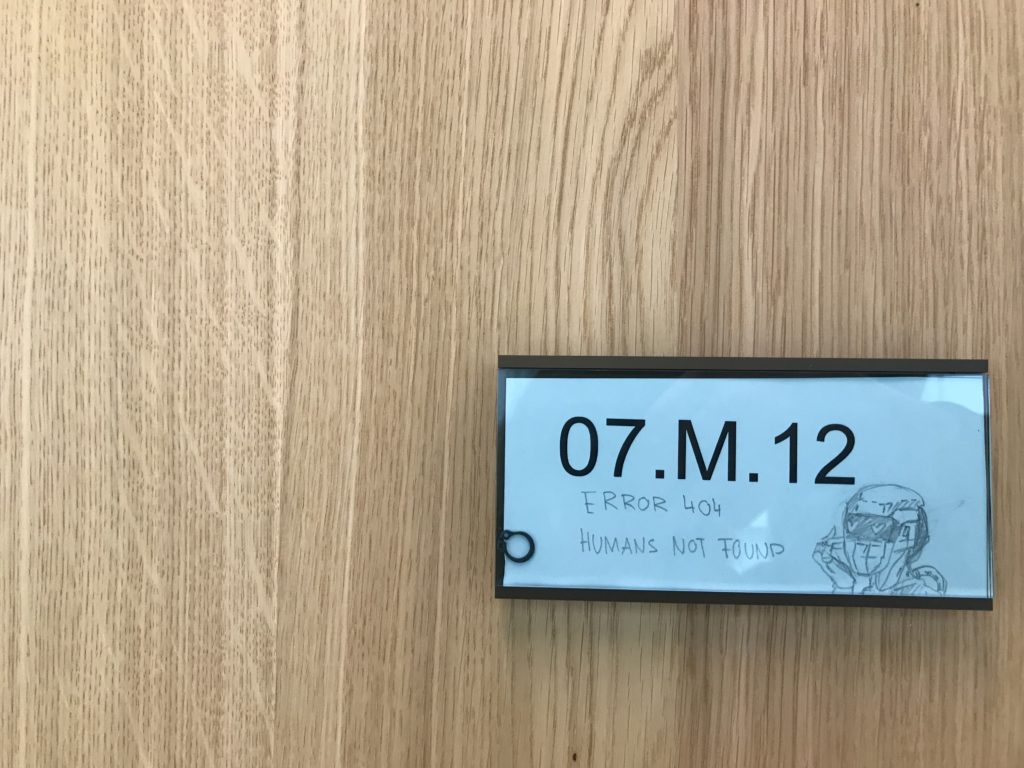 07.M.12
ERROR 404
HUMANS NOT FOUND